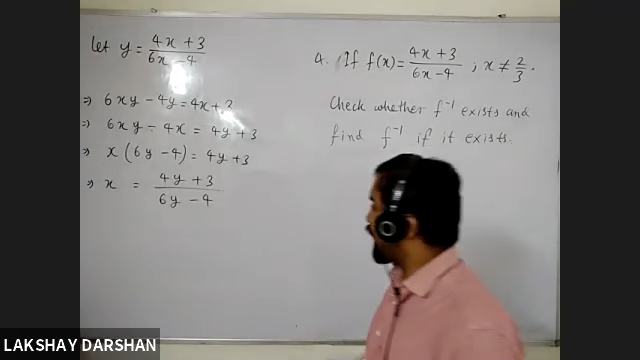 let y = (4x + 3)/(6x - 4)
⇒ 6xy - 4y = 4x + 3
⇒ 6xy - 4x = 4y + 3
⇒ x(6y - 4) = 4y + 3
⇒ x = (4y + 3)/(6y - 4)
4. If f(x) = (4x + 3)/(6x - 4) ; x ≠ 2/3.
Check whether f⁻¹ exists and
find f⁻¹ if it exists.
LAKSHAY DARSHAN